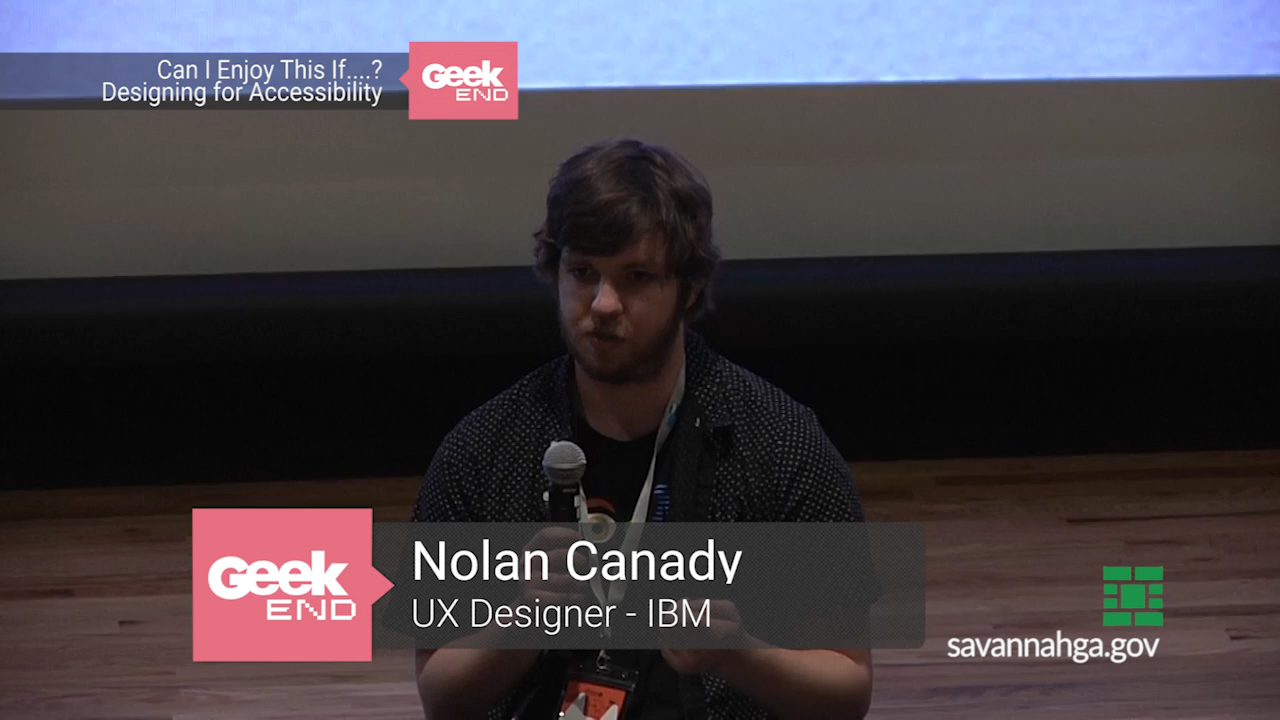 Can I Enjoy This If....?
Designing for Accessibility
Geek
END
Nolan Canady
UX Designer - IBM
Geek
END
savannahga.gov